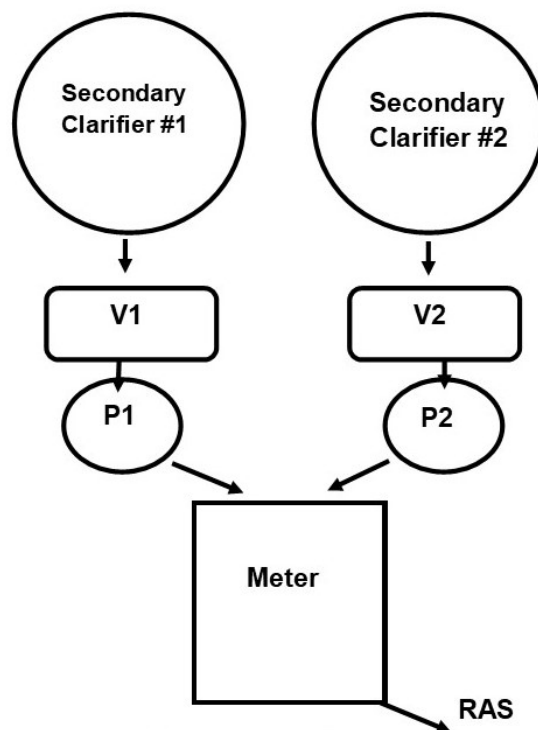 Secondary
Clarifier #1
Secondary
Clarifier #2
V1
V2
P1
P2
Meter
RAS